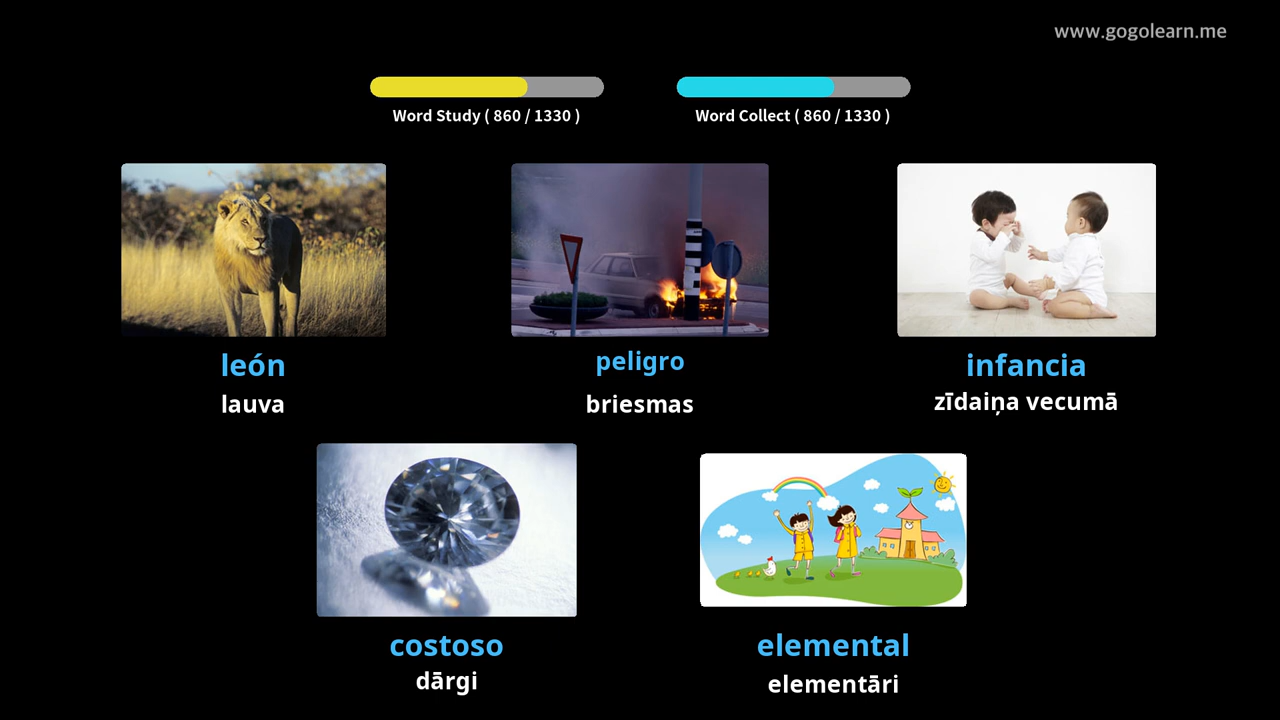 www.gogolearn.me
Word Study ( 860 / 1330 )
Word Collect ( 860 / 1330 )
león
lauva
peligro
briesmas
infancia
zīdaiņa vecumā
costoso
dārgi
elemental
elementāri